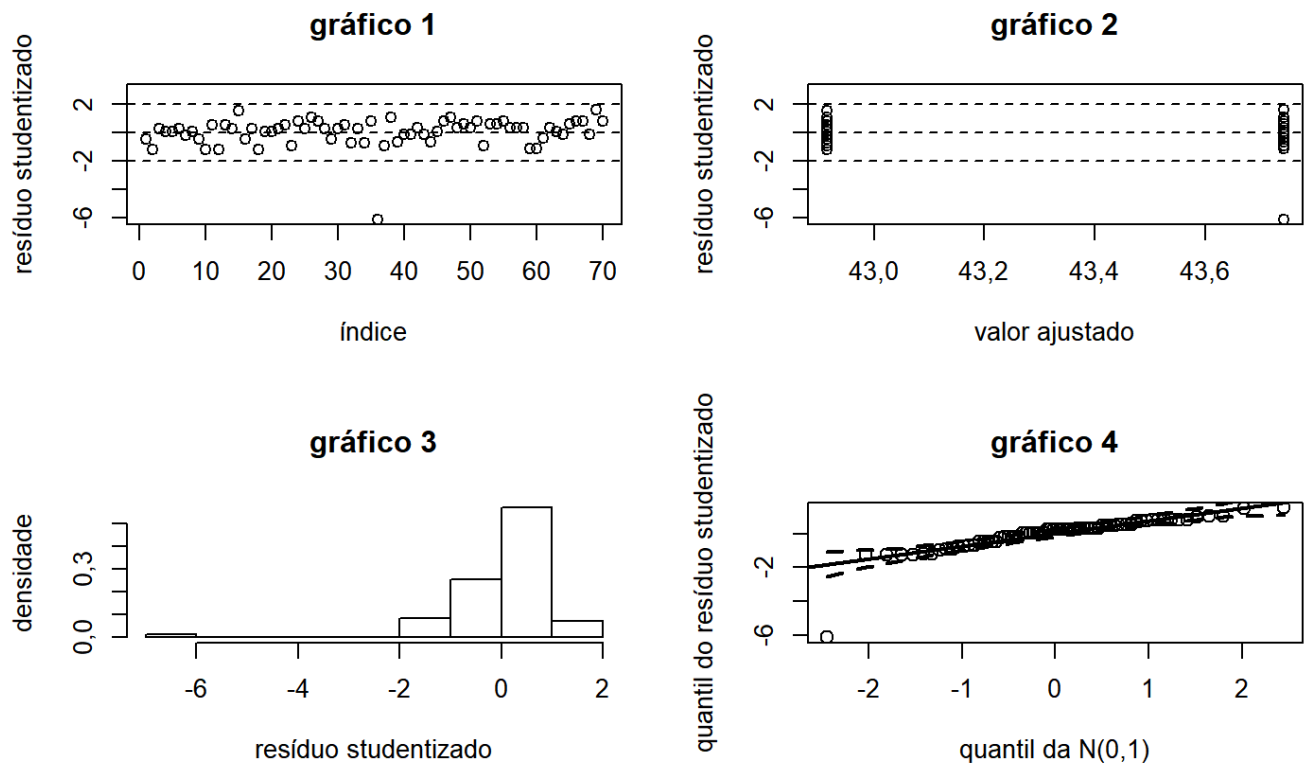 gráfico 1
resíduo studentizado
2
-2
-6
0 10 20 30 40 50 60 70
índice
gráfico 2
resíduo studentizado
2
-2
-6
43,0 43,2 43,4 43,6
valor ajustado
gráfico 3
densidade
0,3
0,0
-6 -4 -2 0 2
resíduo studentizado
gráfico 4
quantil do resíduo studentizado
-2
-6
-2 -1 0 1 2
quantil da N(0,1)